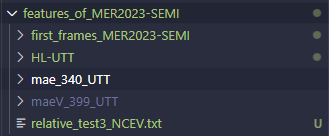 features_of_MER2023-SEMI
first_frames_MER2023-SEMI
HL-UTT
mae_340_UTT
maeV_399_UTT
relative_test3_NCEV.txt U